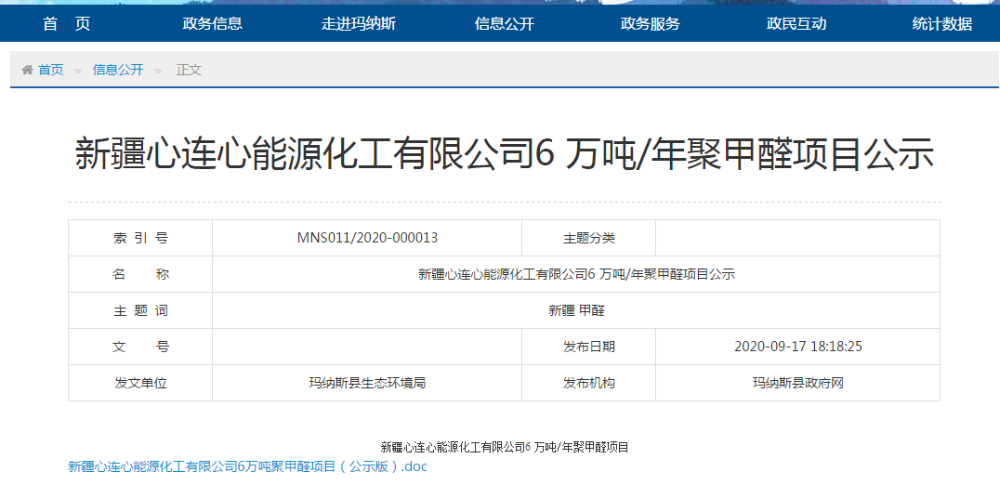 首 页 政务信息 走进玛纳斯 信息公开 政务服务 政民互动 统计数据
首页 » 信息公开 » 正文
新疆心连心能源化工有限公司6 万吨/年聚甲醛项目公示
索 引 号 MNS011/2020-000013 主题分类
名 称 新疆心连心能源化工有限公司6 万吨/年聚甲醛项目公示
主 题 词 新疆 甲醛
文 号 发布日期 2020-09-17 18:18:25
发文单位 玛纳斯县生态环境局 发布机构 玛纳斯县政府网
新疆心连心能源化工有限公司6 万吨/年聚甲醛项目
新疆心连心能源化工有限公司6万吨聚甲醛项目（公示版）.doc